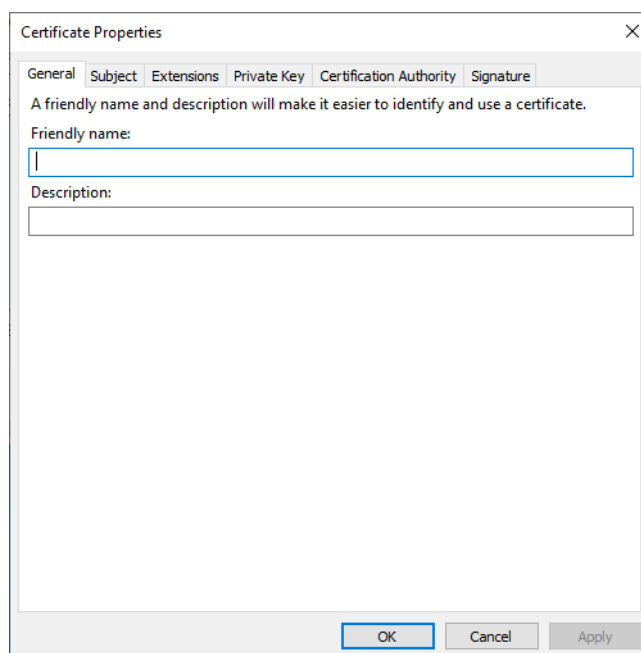 Certificate Properties
General Subject Extensions Private Key Certification Authority Signature
A friendly name and description will make it easier to identify and use a certificate.
Friendly name:
Description:
OK Cancel Apply